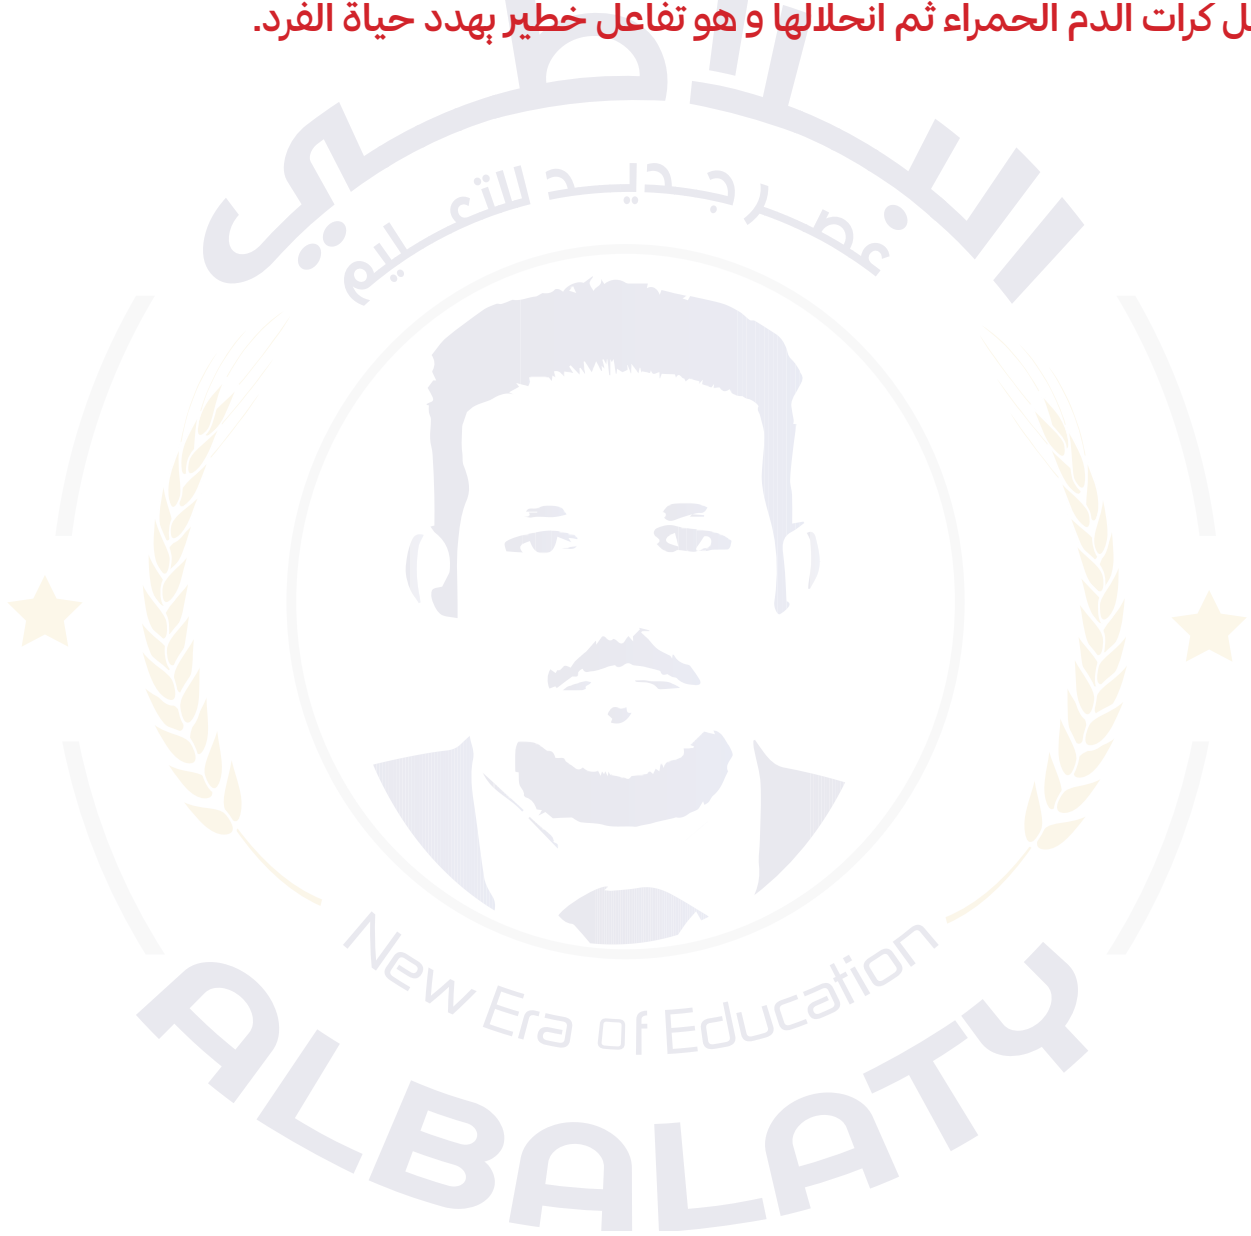 كرات الدم الحمراء ثم انحلالها و هو تفاعل خطير يهدد حياة الفرد.
البلاطي
عصر جديد للتعليم
New Era of Education
ALBALATY